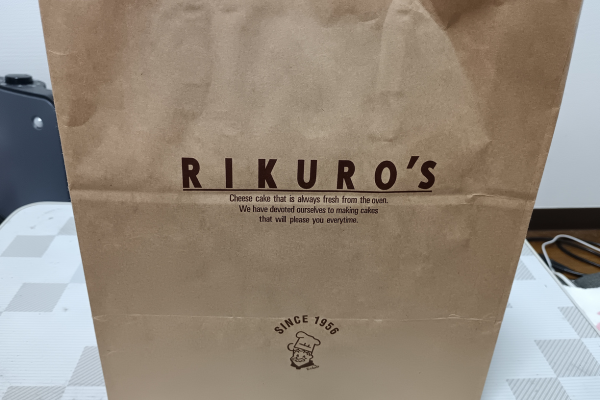 RIKURO'S
Cheese cake that is always fresh from the oven.
We have devoted ourselves to making cakes
that will please you everytime.
SINCE 1956